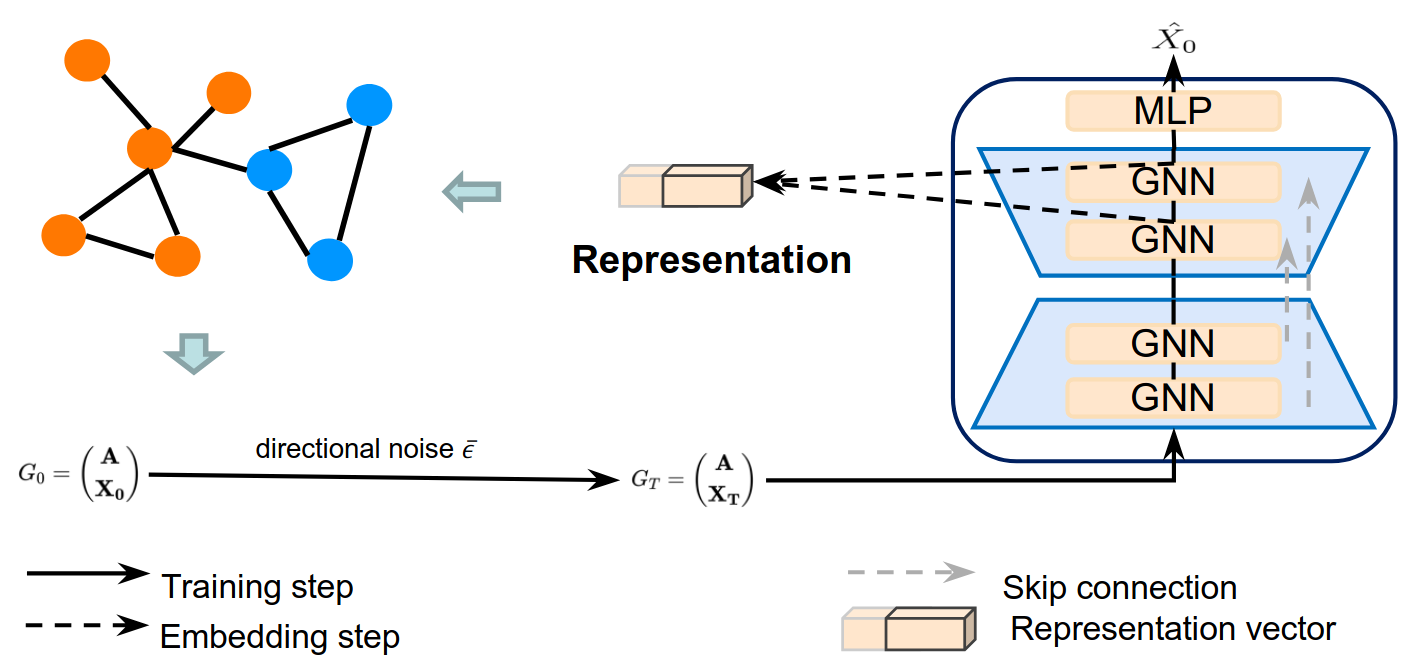 X̂₀
MLP
GNN
GNN
Representation
GNN
GNN
directional noise ϵ̄
G₀ = (A X₀)
G_T = (A X_T)
Training step
Embedding step
Skip connection
Representation vector